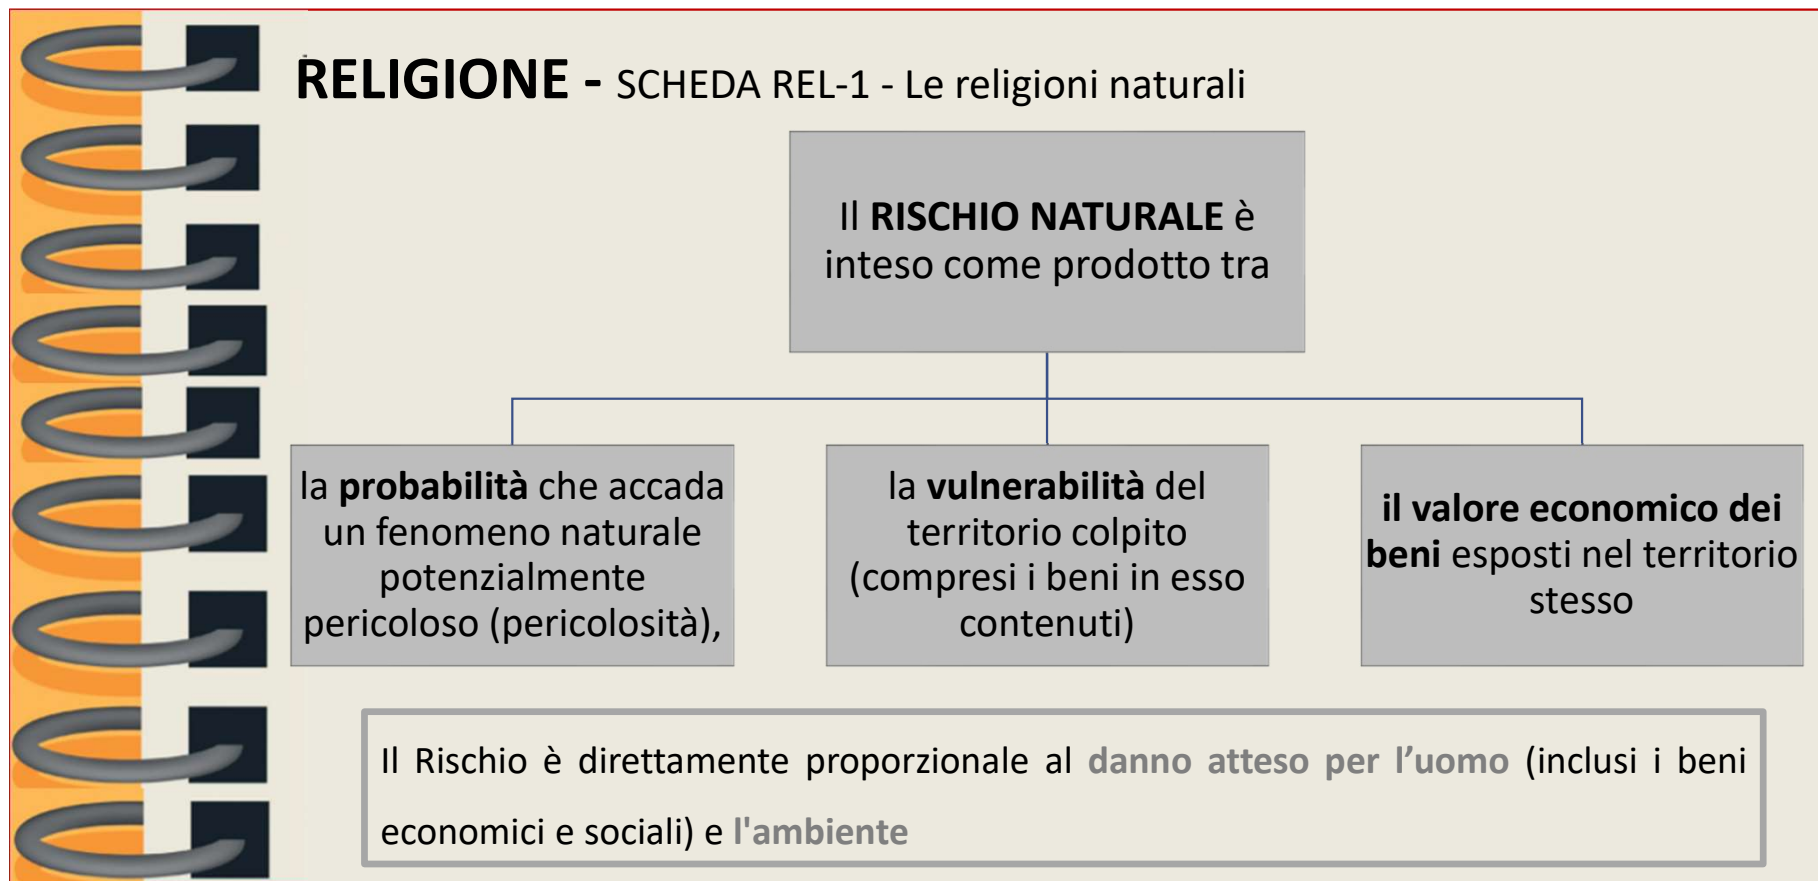 RELIGIONE - SCHEDA REL-1 - Le religioni naturali
Il RISCHIO NATURALE è
inteso come prodotto tra
la probabilità che accada
un fenomeno naturale
potenzialmente
pericoloso (pericolosità),
la vulnerabilità del
territorio colpito
(compresi i beni in esso
contenuti)
il valore economico dei
beni esposti nel territorio
stesso
Il Rischio è direttamente proporzionale al danno atteso per l’uomo (inclusi i beni
economici e sociali) e l'ambiente